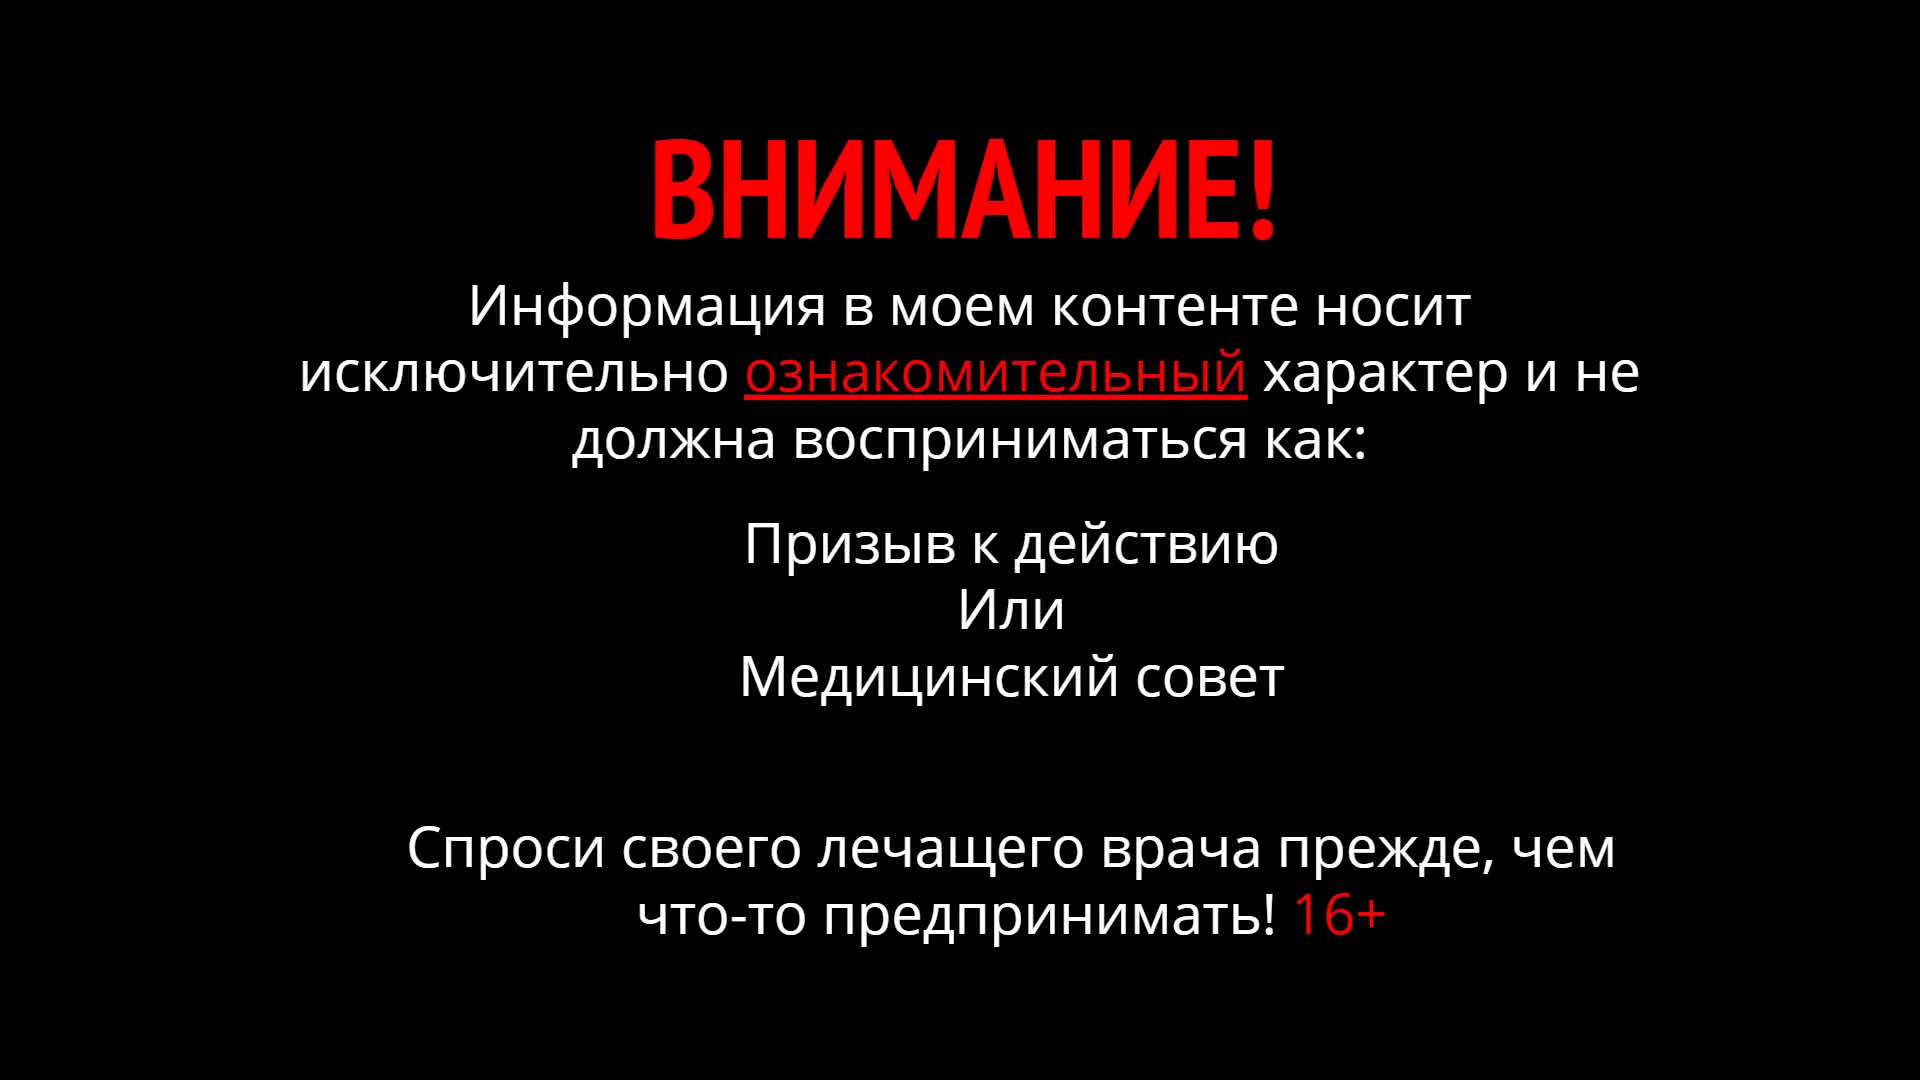 ВНИМАНИЕ!
Информация в моем контенте носит
исключительно ознакомительный характер и не
должна восприниматься как:
Призыв к действию
Или
Медицинский совет
Спроси своего лечащего врача прежде, чем
что-то предпринимать! 16+